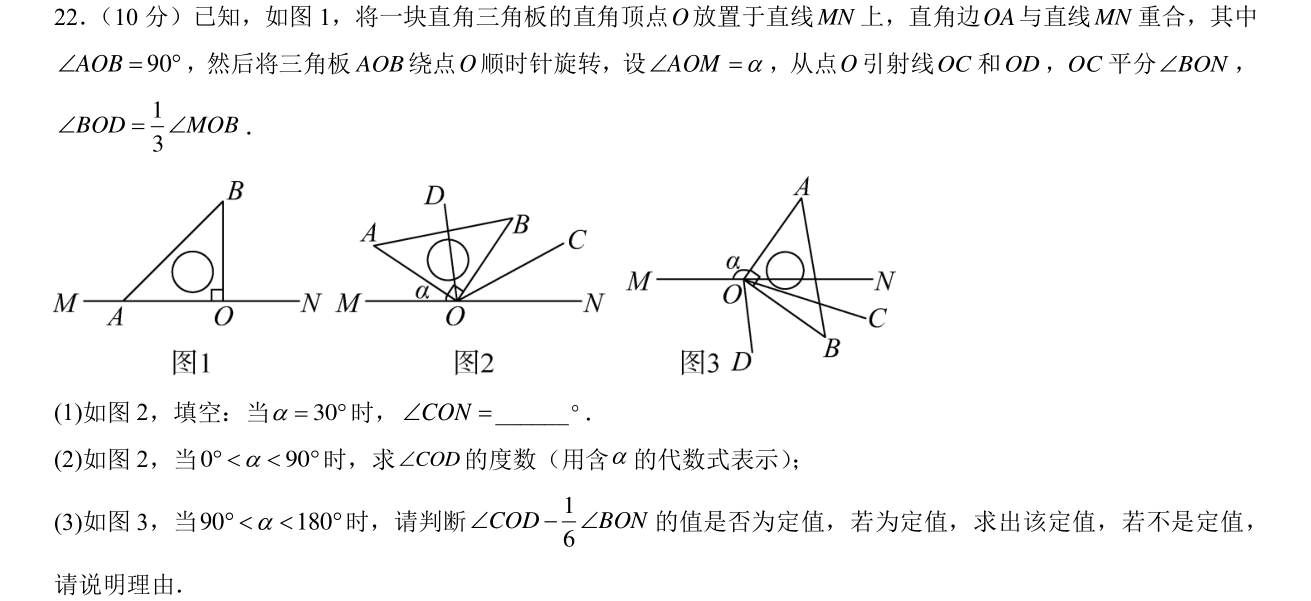 22．（10 分）已知，如图 1，将一块直角三角板的直角顶点 O 放置于直线 MN 上，直角边 OA 与直线 MN 重合，其中
∠AOB = 90°，然后将三角板 AOB 绕点 O 顺时针旋转，设∠AOM = α，从点 O 引射线 OC 和 OD，OC 平分∠BON，
∠BOD = 1/3 ∠MOB．
B
M A O N
图1
D
A B C
α
M O N
图2
A
α
M O N
C
B
D
图3
(1)如图 2，填空：当 α = 30° 时，∠CON = ______°．
(2)如图 2，当 0° < α < 90° 时，求 ∠COD 的度数（用含 α 的代数式表示）；
(3)如图 3，当 90° < α < 180° 时，请判断 ∠COD − 1/6 ∠BON 的值是否为定值，若为定值，求出该定值，若不是定值，
请说明理由．